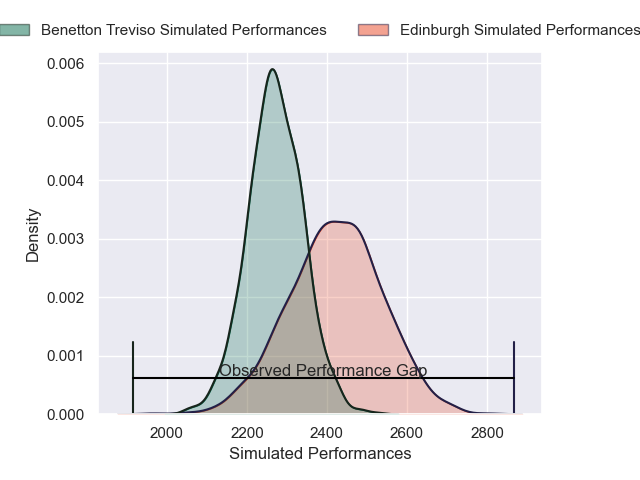 Benetton Treviso Simulated Performances Edinburgh Simulated Performances
0.006
0.005
0.004
0.003
0.002
0.001
0.000
Density
Observed Performance Gap
2000 2200 2400 2600 2800
Simulated Performances